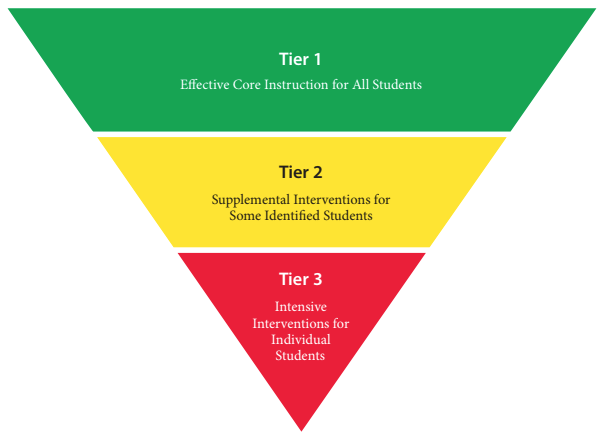 Tier 1
Effective Core Instruction for All Students
Tier 2
Supplemental Interventions for
Some Identified Students
Tier 3
Intensive
Interventions for
Individual
Students